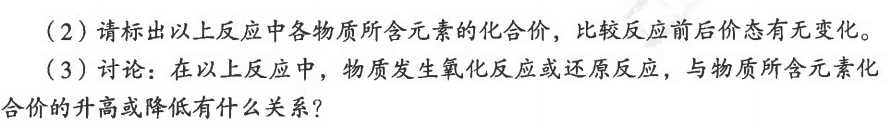 (2)请标出以上反应中各物质所含元素的化合价，比较反应前后价态有无变化。
(3)讨论：在以上反应中，物质发生氧化反应或还原反应，与物质所含元素化
合价的升高或降低有什么关系？